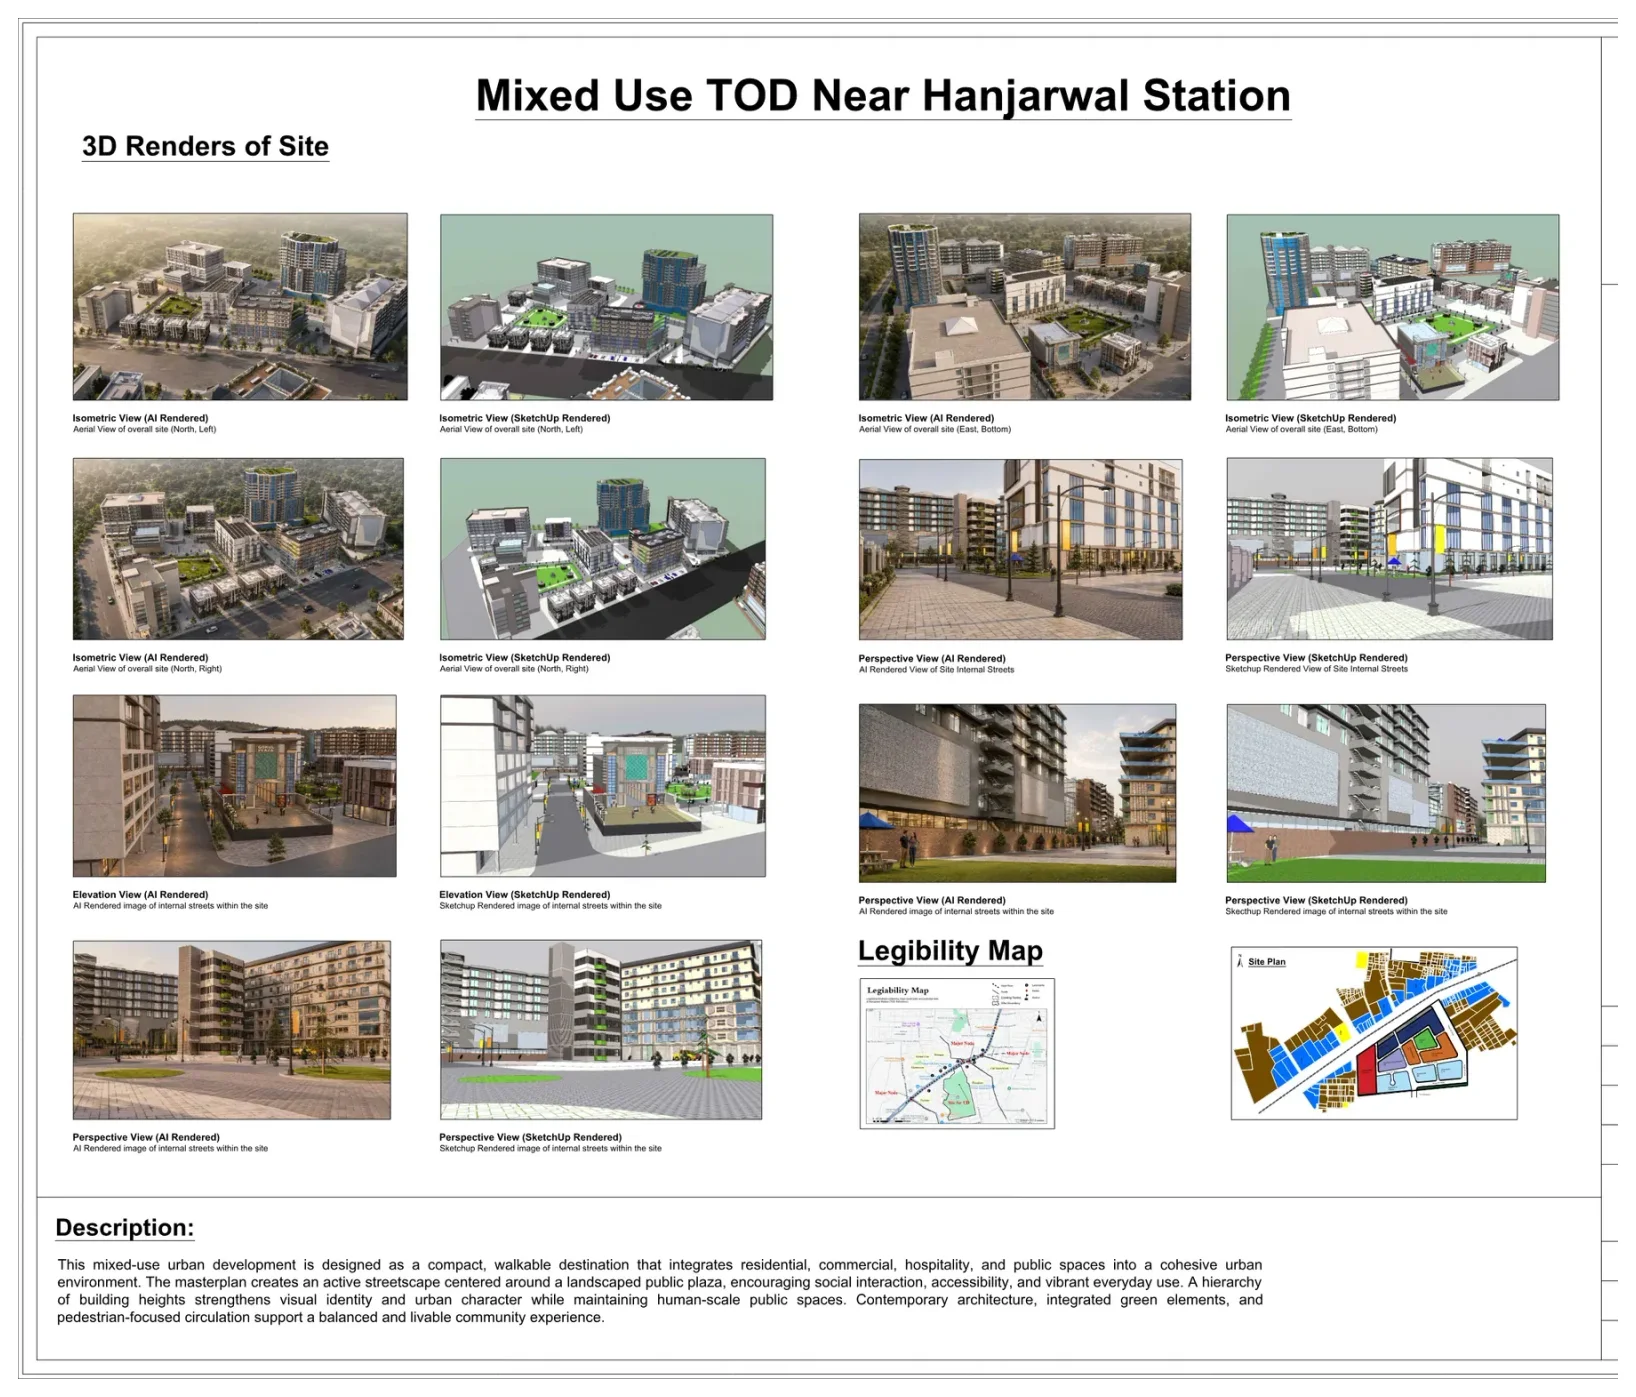 Mixed Use TOD Near Hanjarwal Station
3D Renders of Site
Isometric View (AI Rendered)
Aerial View of overall site (North, Left)
Isometric View (SketchUp Rendered)
Aerial View of overall site (North, Left)
Isometric View (AI Rendered)
Aerial View of overall site (East, Bottom)
Isometric View (SketchUp Rendered)
Aerial View of overall site (East, Bottom)
Isometric View (AI Rendered)
Aerial View of overall site (North, Right)
Isometric View (SketchUp Rendered)
Aerial View of overall site (North, Right)
Perspective View (AI Rendered)
AI Rendered View of Site Internal Streets
Perspective View (SketchUp Rendered)
Sketchup Rendered View of Site Internal Streets
Elevation View (AI Rendered)
AI Rendered image of internal streets within the site
Elevation View (SketchUp Rendered)
Sketchup Rendered image of internal streets within the site
Perspective View (AI Rendered)
AI Rendered image of internal streets within the site
Perspective View (SketchUp Rendered)
Skecthup Rendered image of internal streets within the site
Perspective View (AI Rendered)
AI Rendered image of internal streets within the site
Perspective View (SketchUp Rendered)
Sketchup Rendered image of internal streets within the site
Legibility Map
Legiability Map
Major Node
Major Node
Major Node
Site Plan
Description:
This mixed-use urban development is designed as a compact, walkable destination that integrates residential, commercial, hospitality, and public spaces into a cohesive urban
environment. The masterplan creates an active streetscape centered around a landscaped public plaza, encouraging social interaction, accessibility, and vibrant everyday use. A hierarchy
of building heights strengthens visual identity and urban character while maintaining human-scale public spaces. Contemporary architecture, integrated green elements, and
pedestrian-focused circulation support a balanced and livable community experience.